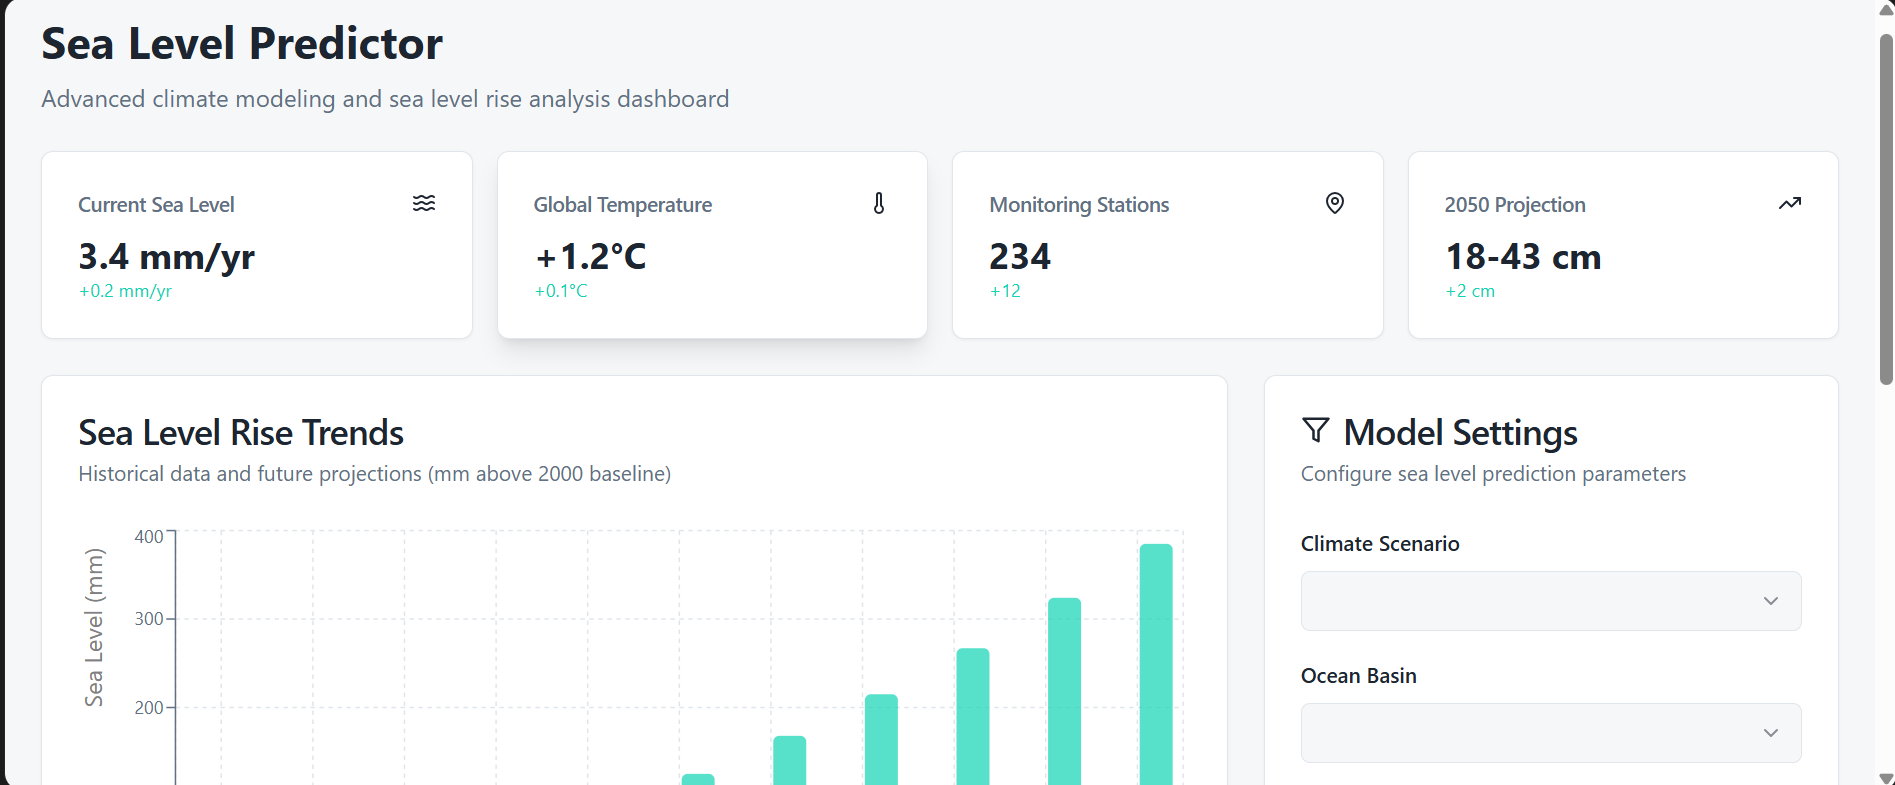 Sea Level Predictor
Advanced climate modeling and sea level rise analysis dashboard
Current Sea Level
3.4 mm/yr
+0.2 mm/yr
Global Temperature
+1.2°C
+0.1°C
Monitoring Stations
234
+12
2050 Projection
18-43 cm
+2 cm
Sea Level Rise Trends
Historical data and future projections (mm above 2000 baseline)
Sea Level (mm)
400
300
200
Model Settings
Configure sea level prediction parameters
Climate Scenario
Ocean Basin